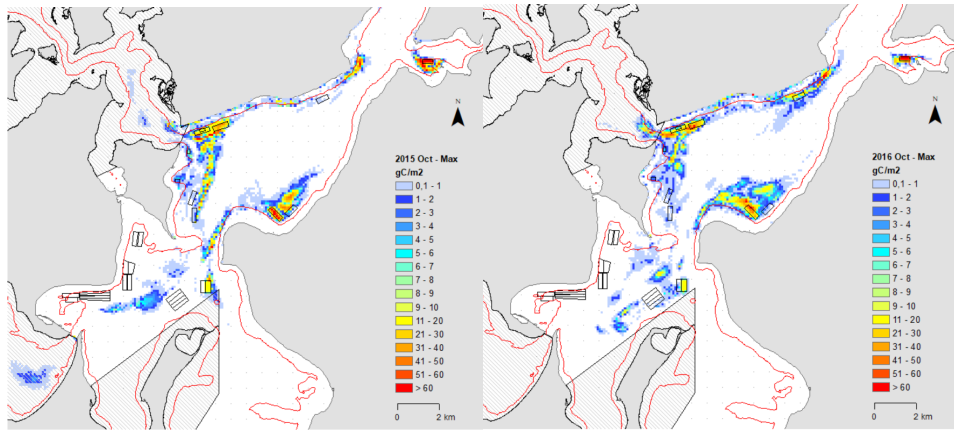 N
2015 Oct - Max
gC/m2
0,1 - 1
1 - 2
2 - 3
3 - 4
4 - 5
5 - 6
6 - 7
7 - 8
8 - 9
9 - 10
11 - 20
21 - 30
31 - 40
41 - 50
51 - 60
> 60
0 2 km
N
2016 Oct - Max
gC/m2
0,1 - 1
1 - 2
2 - 3
3 - 4
4 - 5
5 - 6
6 - 7
7 - 8
8 - 9
9 - 10
11 - 20
21 - 30
31 - 40
41 - 50
51 - 60
> 60
0 2 km